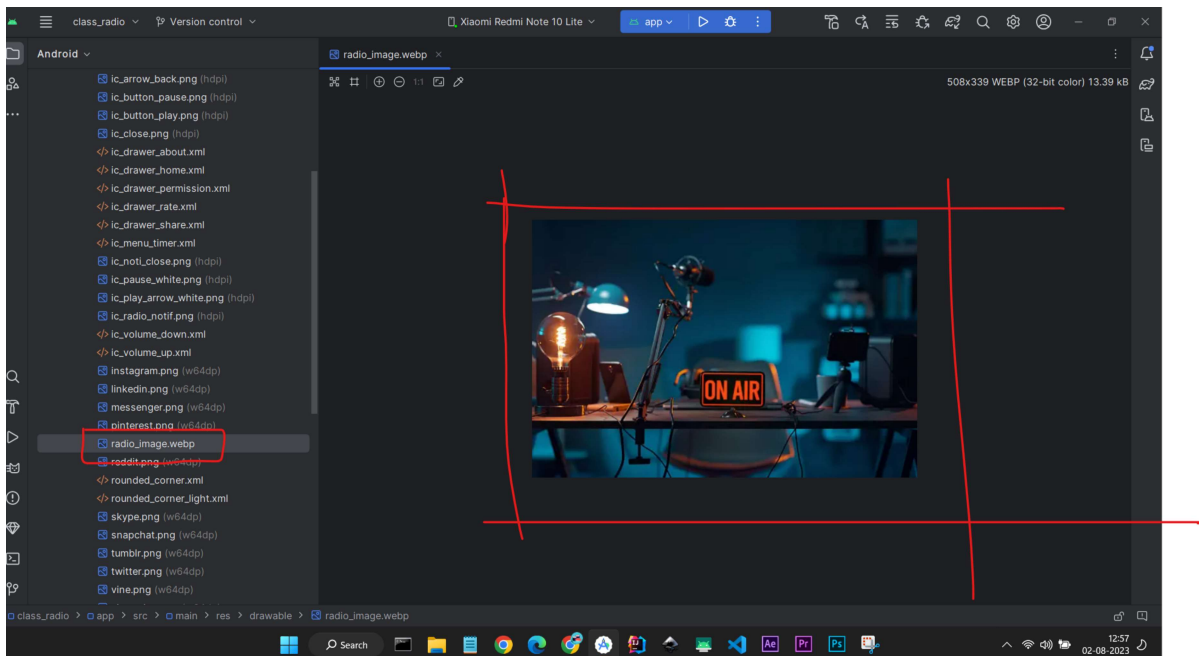 class_radio
Version control
Xiaomi Redmi Note 10 Lite
app
Android
radio_image.webp
1:1
508x339 WEBP (32-bit color) 13.39 kB
ic_arrow_back.png (hdpi)
ic_button_pause.png (hdpi)
ic_button_play.png (hdpi)
ic_close.png (hdpi)
ic_drawer_about.xml
ic_drawer_home.xml
ic_drawer_permission.xml
ic_drawer_rate.xml
ic_drawer_share.xml
ic_menu_timer.xml
ic_noti_close.png (hdpi)
ic_pause_white.png (hdpi)
ic_play_arrow_white.png (hdpi)
ic_radio_notif.png (hdpi)
ic_volume_down.xml
ic_volume_up.xml
instagram.png (w64dp)
linkedin.png (w64dp)
messenger.png (w64dp)
pinterest.png (w64dp)
radio_image.webp
reddit.png (w64dp)
rounded_corner.xml
rounded_corner_light.xml
skype.png (w64dp)
snapchat.png (w64dp)
tumblr.png (w64dp)
twitter.png (w64dp)
vine.png (w64dp)
ON AIR
class_radio > app > src > main > res > drawable > radio_image.webp
Search
Ae
Pr
Ps
12:57
02-08-2023